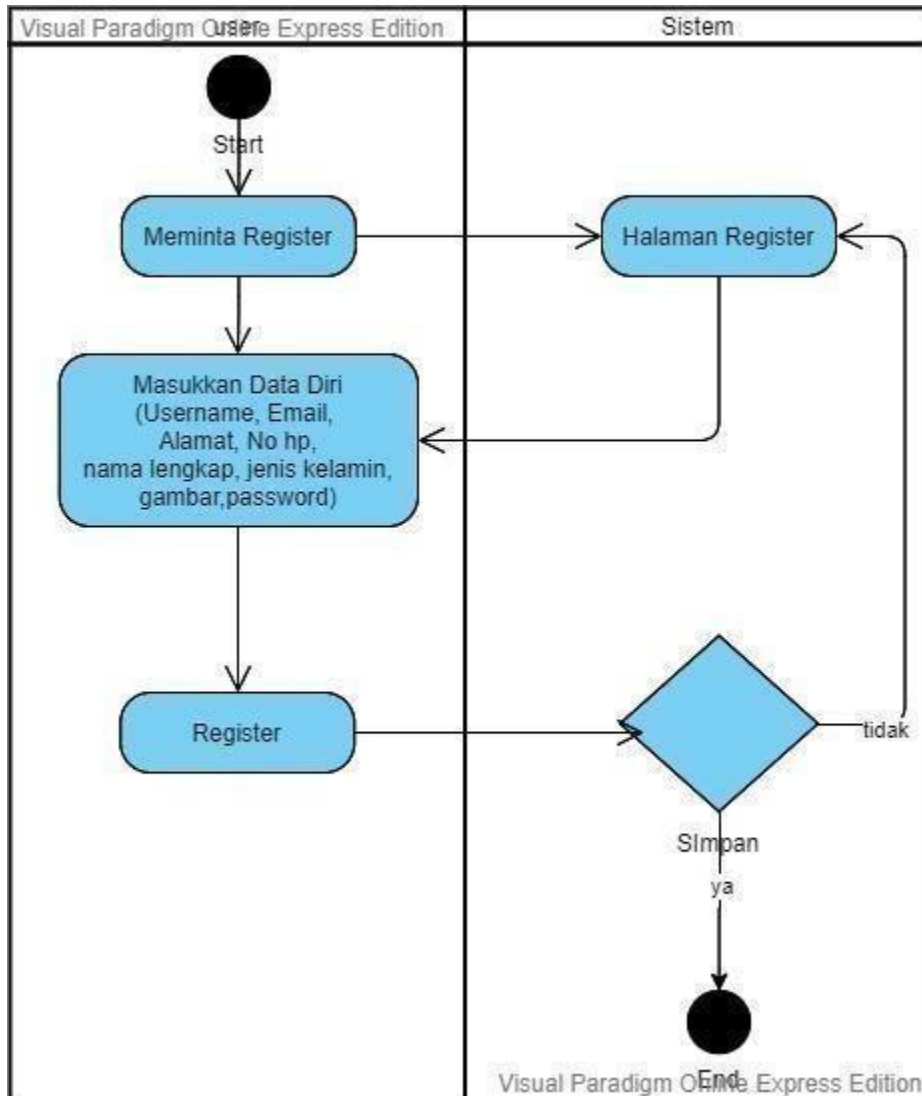 Visual Paradigm Online Express Edition
user
Sistem
Start
Meminta Register
Halaman Register
Masukkan Data Diri
(Username, Email,
Alamat, No hp,
nama lengkap, jenis kelamin,
gambar,password)
Register
tidak
SImpan
ya
End
Visual Paradigm Online Express Edition